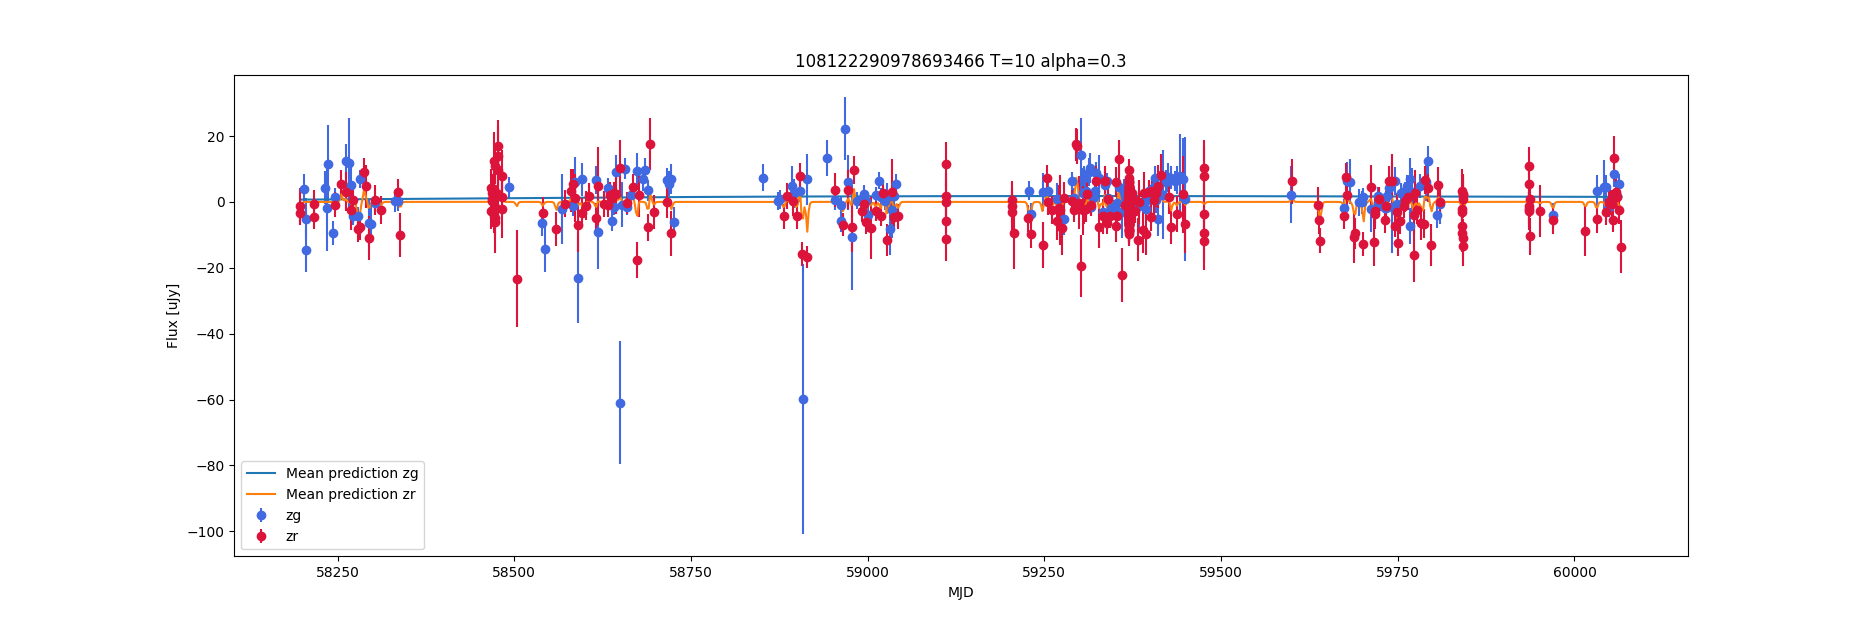 108122290978693466 T=10 alpha=0.3
Flux [uJy]
20
0
−20
−40
−60
−80
−100
Mean prediction zg
Mean prediction zr
zg
zr
58250
58500
58750
59000
59250
59500
59750
60000
MJD